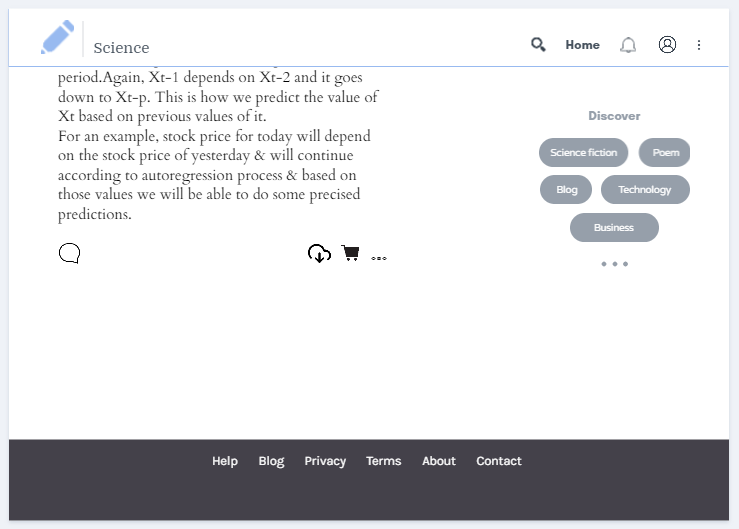 Science
Home
period.Again, Xt-1 depends on Xt-2 and it goes
down to Xt-p. This is how we predict the value of
Xt based on previous values of it.
For an example, stock price for today will depend
on the stock price of yesterday & will continue
according to autoregression process & based on
those values we will be able to do some precised
predictions.
Discover
Science fiction Poem
Blog Technology
Business
Help Blog Privacy Terms About Contact